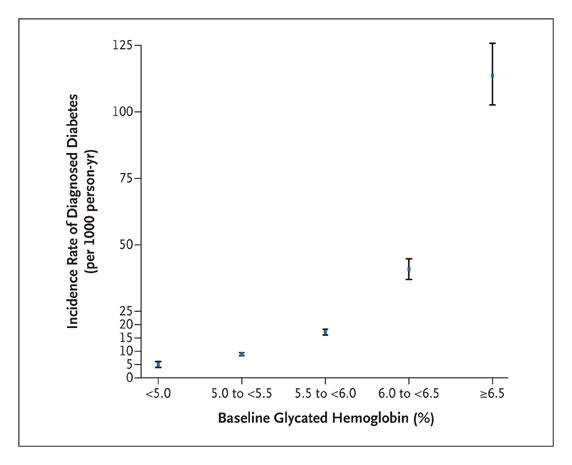 Incidence Rate of Diagnosed Diabetes
(per 1000 person-yr)
125
100
75
50
25
20
15
10
5
0
<5.0
5.0 to <5.5
5.5 to <6.0
6.0 to <6.5
≥6.5
Baseline Glycated Hemoglobin (%)